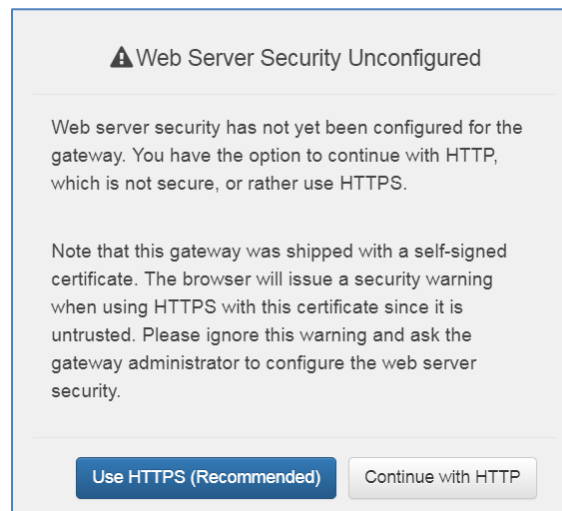 Web Server Security Unconfigured
Web server security has not yet been configured for the
gateway. You have the option to continue with HTTP,
which is not secure, or rather use HTTPS.
Note that this gateway was shipped with a self-signed
certificate. The browser will issue a security warning
when using HTTPS with this certificate since it is
untrusted. Please ignore this warning and ask the
gateway administrator to configure the web server
security.
Use HTTPS (Recommended)
Continue with HTTP